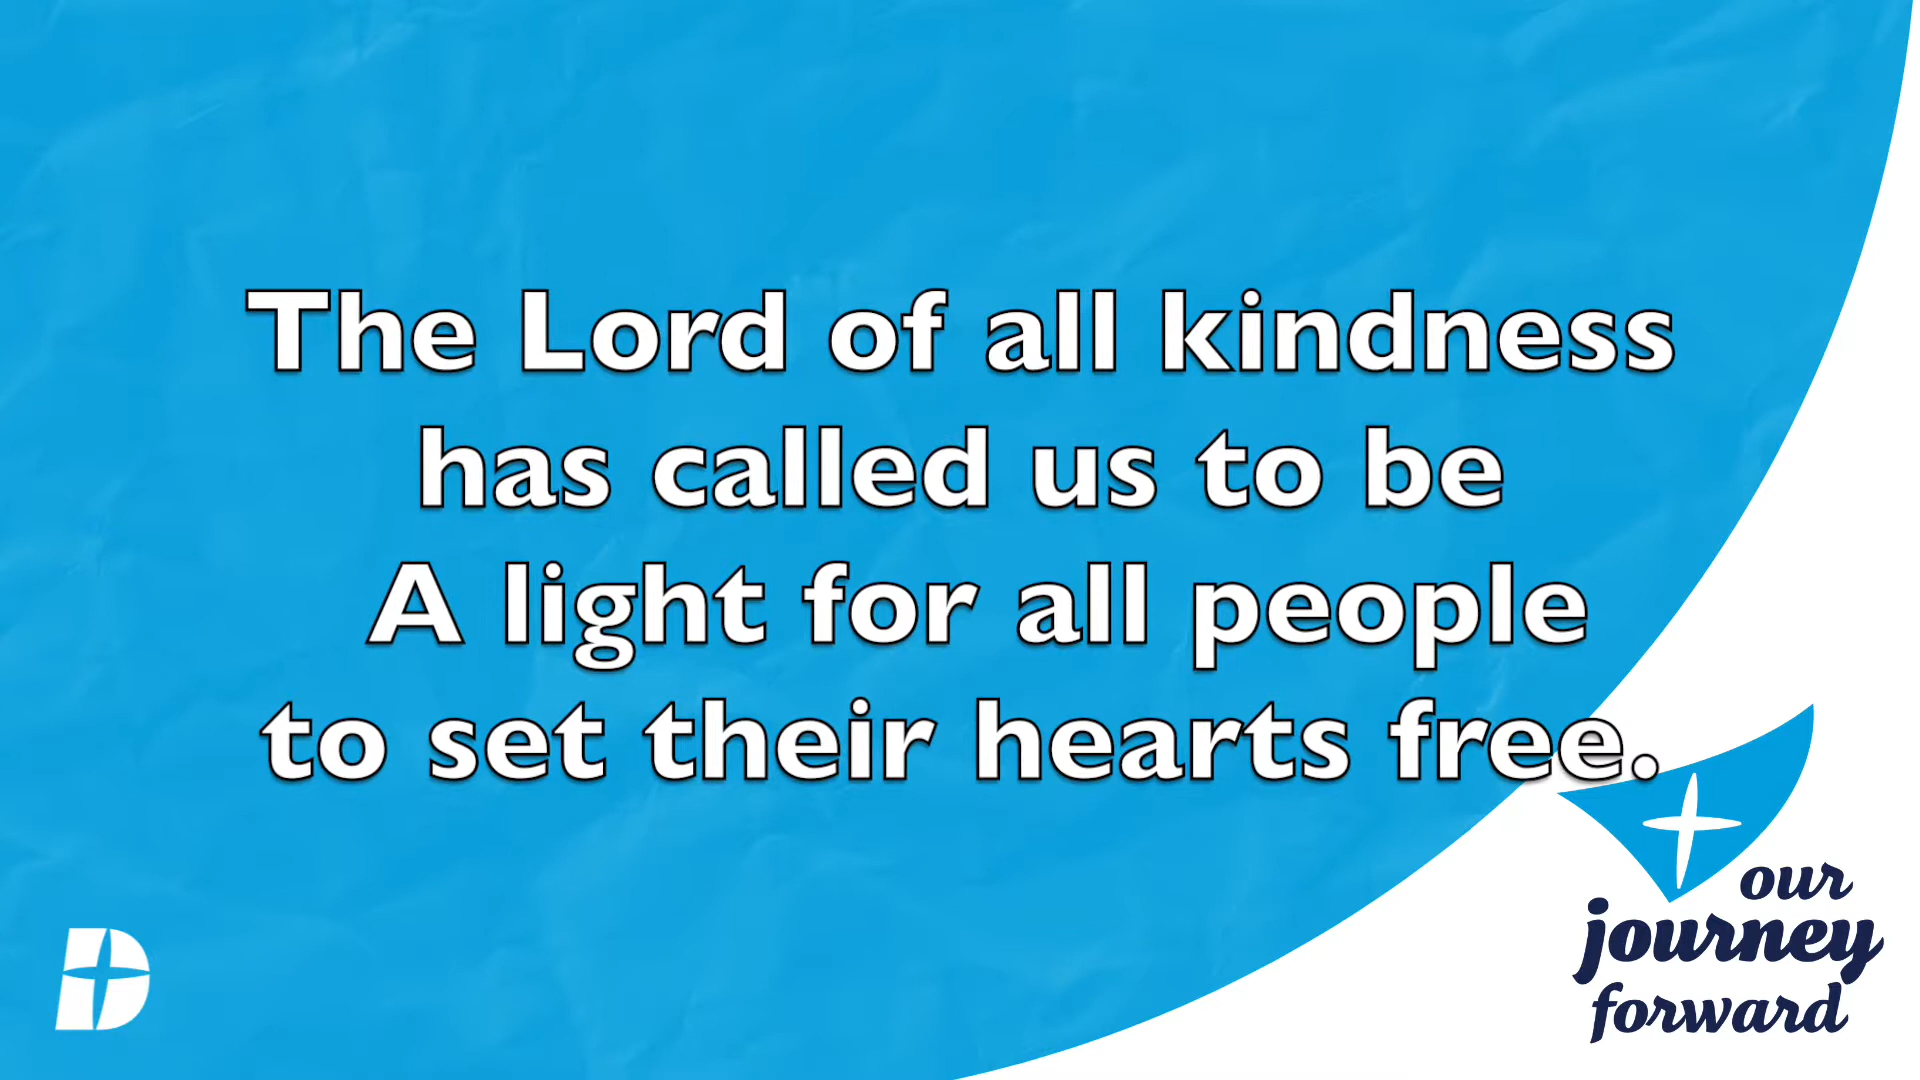 The Lord of all kindness
has called us to be
A light for all people
to set their hearts free.
our
journey
forward
D